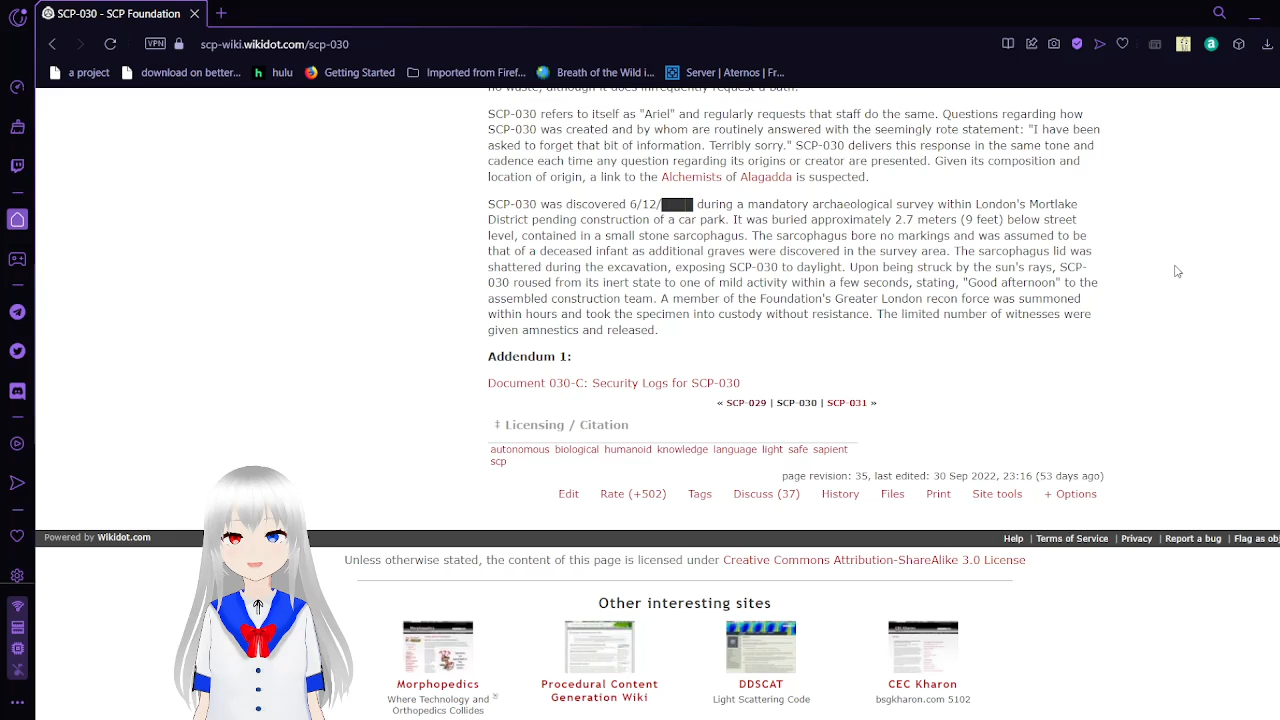 SCP-030 - SCP Foundation
VPN
scp-wiki.wikidot.com/scp-030
a project
download on better...
hulu
Getting Started
Imported from Firef...
Breath of the Wild i...
Server | Aternos | Fr...
no waste, although it does infrequently request a bath.
SCP-030 refers to itself as "Ariel" and regularly requests that staff do the same. Questions regarding how
SCP-030 was created and by whom are routinely answered with the seemingly rote statement: "I have been
asked to forget that bit of information. Terribly sorry." SCP-030 delivers this response in the same tone and
cadence each time any question regarding its origins or creator are presented. Given its composition and
location of origin, a link to the Alchemists of Alagadda is suspected.
SCP-030 was discovered 6/12/████ during a mandatory archaeological survey within London's Mortlake
District pending construction of a car park. It was buried approximately 2.7 meters (9 feet) below street
level, contained in a small stone sarcophagus. The sarcophagus bore no markings and was assumed to be
that of a deceased infant as additional graves were discovered in the survey area. The sarcophagus lid was
shattered during the excavation, exposing SCP-030 to daylight. Upon being struck by the sun's rays, SCP-
030 roused from its inert state to one of mild activity within a few seconds, stating, "Good afternoon" to the
assembled construction team. A member of the Foundation's Greater London recon force was summoned
within hours and took the specimen into custody without resistance. The limited number of witnesses were
given amnestics and released.
Addendum 1:
Document 030-C: Security Logs for SCP-030
« SCP-029 | SCP-030 | SCP-031 »
‡ Licensing / Citation
autonomous biological humanoid knowledge language light safe sapient
scp
page revision: 35, last edited: 30 Sep 2022, 23:16 (53 days ago)
Edit Rate (+502) Tags Discuss (37) History Files Print Site tools + Options
Powered by Wikidot.com
Help | Terms of Service | Privacy | Report a bug | Flag as obj
Unless otherwise stated, the content of this page is licensed under Creative Commons Attribution-ShareAlike 3.0 License
Other interesting sites
Morphopedics
Where Technology and
Orthopedics Collides
Procedural Content
Generation Wiki
DDSCAT
Light Scattering Code
CEC Kharon
bsgkharon.com 5102